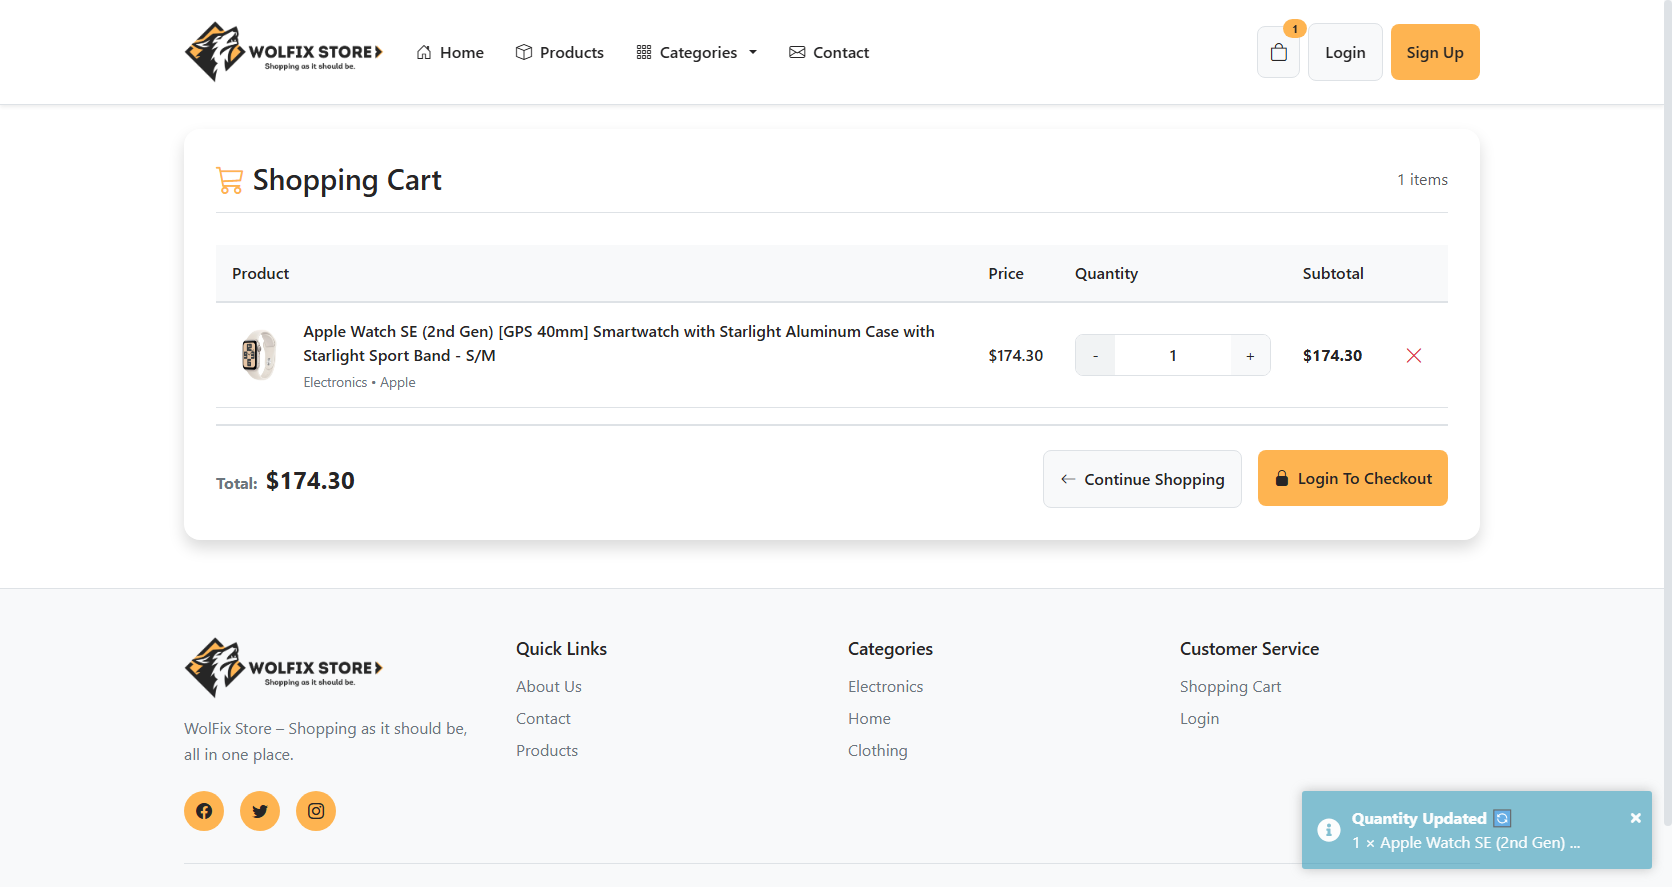 WOLFIX STORE
Shopping as it should be.
Home
Products
Categories
Contact
1
Login
Sign Up
Shopping Cart
1 items
Product
Price
Quantity
Subtotal
Apple Watch SE (2nd Gen) [GPS 40mm] Smartwatch with Starlight Aluminum Case with
Starlight Sport Band - S/M
Electronics • Apple
$174.30
-
1
+
$174.30
Total: $174.30
Continue Shopping
Login To Checkout
WOLFIX STORE
Shopping as it should be.
WolFix Store – Shopping as it should be,
all in one place.
Quick Links
About Us
Contact
Products
Categories
Electronics
Home
Clothing
Customer Service
Shopping Cart
Login
Quantity Updated
1 × Apple Watch SE (2nd Gen) ...